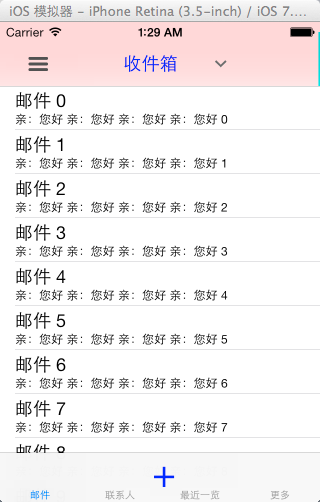 iOS 模拟器 – iPhone Retina (3.5-inch) / iOS 7....
Carrier 1:29 AM
收件箱
邮件 0
亲：您好 亲：您好 亲：您好 亲：您好 0
邮件 1
亲：您好 亲：您好 亲：您好 亲：您好 1
邮件 2
亲：您好 亲：您好 亲：您好 亲：您好 2
邮件 3
亲：您好 亲：您好 亲：您好 亲：您好 3
邮件 4
亲：您好 亲：您好 亲：您好 亲：您好 4
邮件 5
亲：您好 亲：您好 亲：您好 亲：您好 5
邮件 6
亲：您好 亲：您好 亲：您好 亲：您好 6
邮件 7
亲：您好 亲：您好 亲：您好 亲：您好 7
邮件 8
邮件 联系人 最近一览 更多